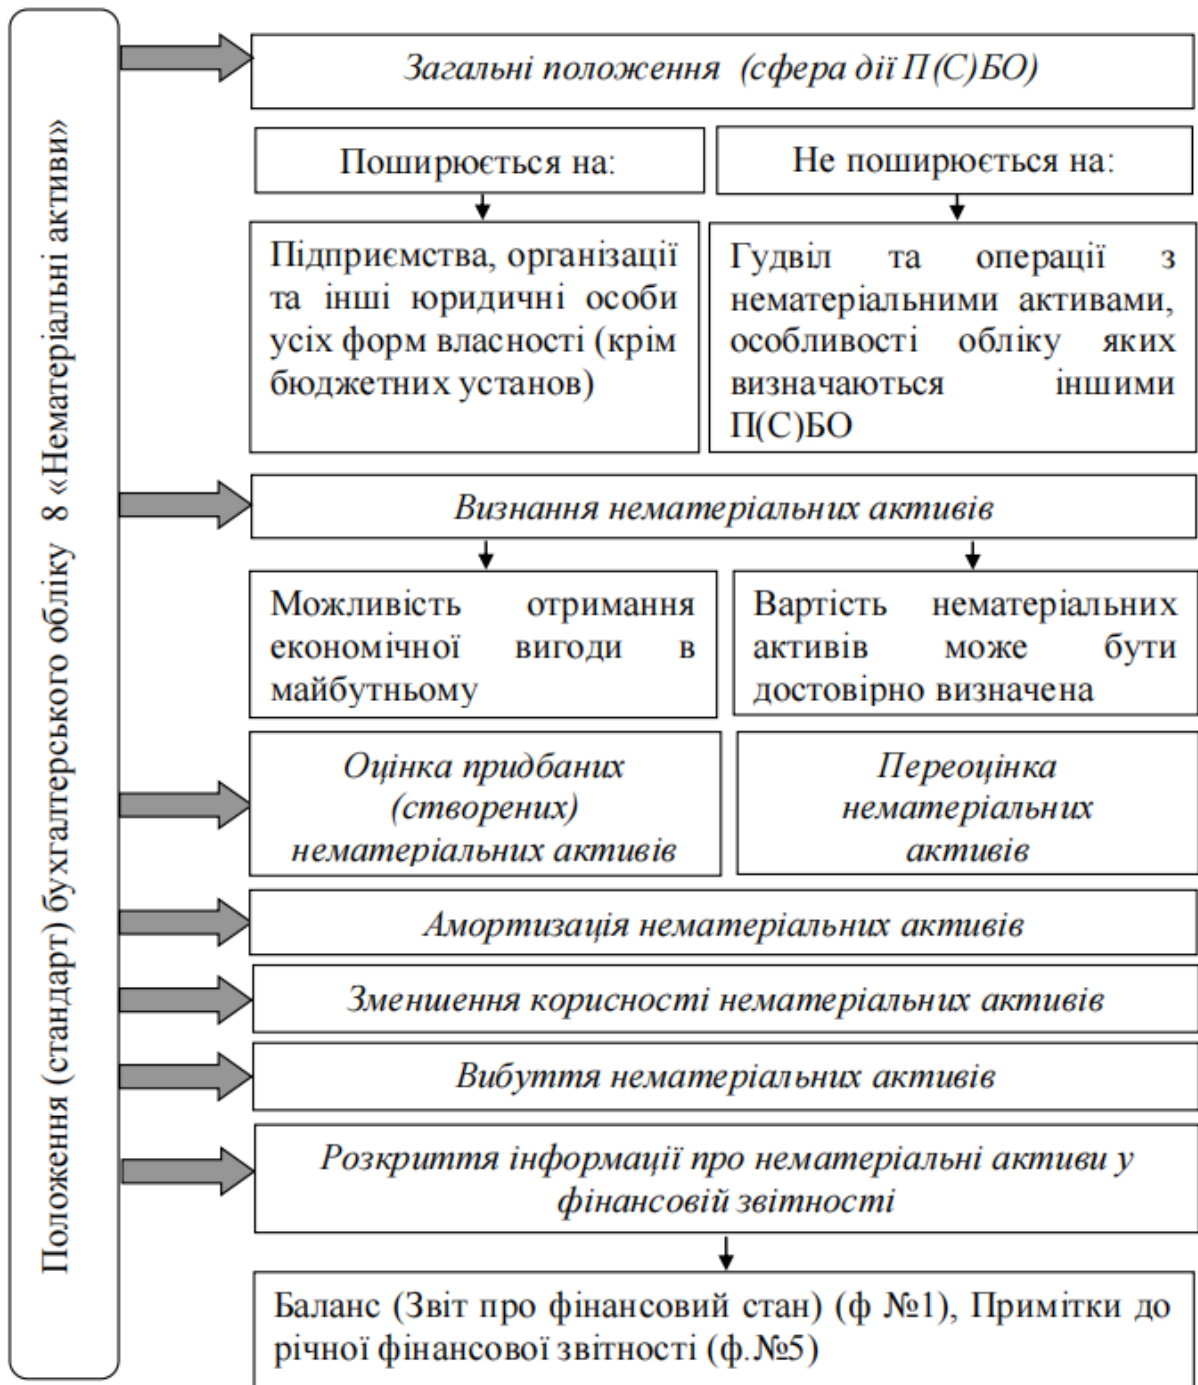 Положення (стандарт) бухгалтерського обліку 8 «Нематеріальні активи»
Загальні положення (сфера дії П(С)БО)
Поширюється на:
Не поширюється на:
Підприємства, організації
та інші юридичні особи
усіх форм власності (крім
бюджетних установ)
Гудвіл та операції з
нематеріальними активами,
особливості обліку яких
визначаються іншими
П(С)БО
Визнання нематеріальних активів
Можливість отримання
економічної вигоди в
майбутньому
Вартість нематеріальних
активів може бути
достовірно визначена
Оцінка придбаних
(створених)
нематеріальних активів
Переоцінка
нематеріальних
активів
Амортизація нематеріальних активів
Зменшення корисності нематеріальних активів
Вибуття нематеріальних активів
Розкриття інформації про нематеріальні активи у
фінансовій звітності
Баланс (Звіт про фінансовий стан) (ф №1), Примітки до
річної фінансової звітності (ф.№5)